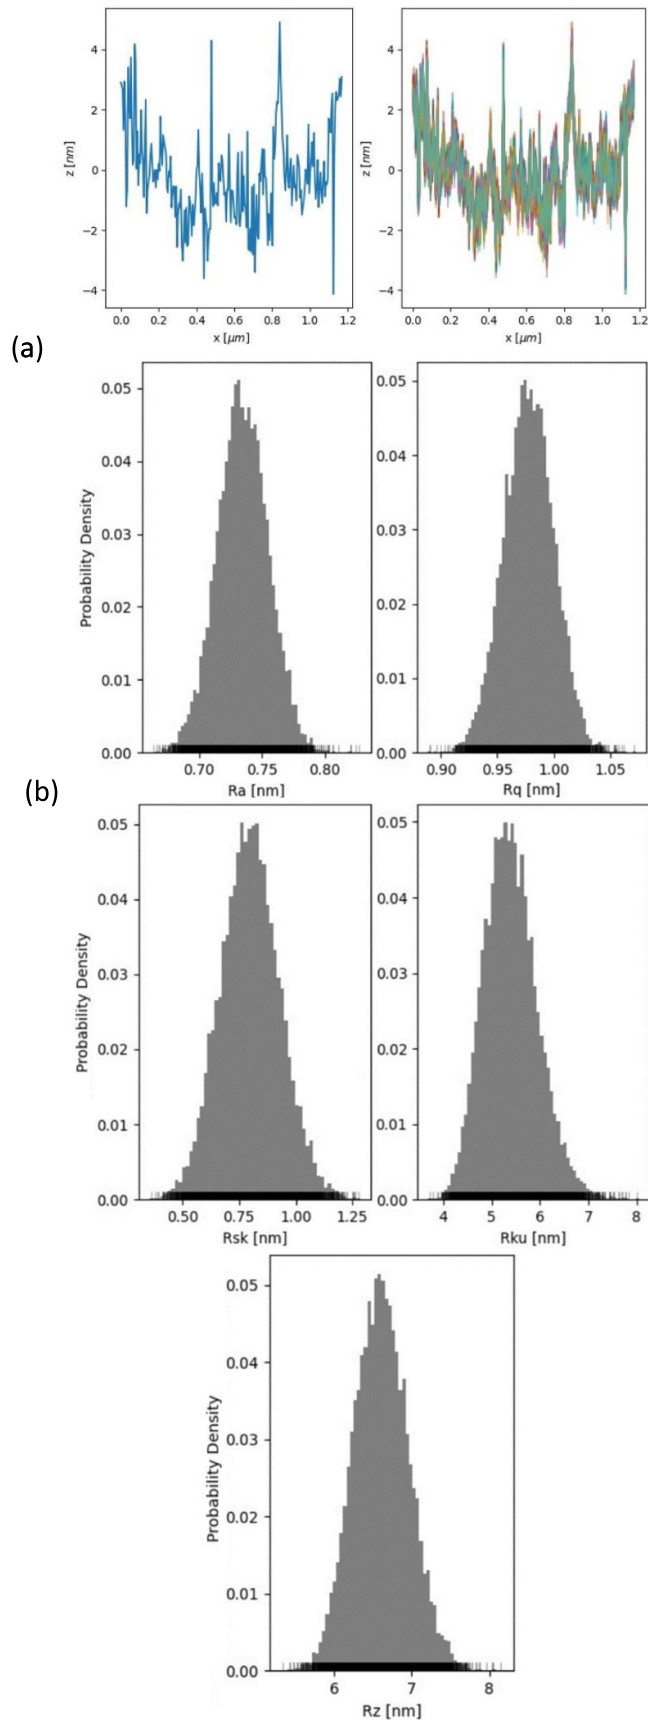 4
2
0
−2
−4
z [nm]
0.0 0.2 0.4 0.6 0.8 1.0 1.2
x [μm]
4
2
0
−2
−4
z [nm]
0.0 0.2 0.4 0.6 0.8 1.0 1.2
x [μm]
(a)
0.05
0.04
0.03
0.02
0.01
0.00
Probability Density
0.70 0.75 0.80
Ra [nm]
0.05
0.04
0.03
0.02
0.01
0.00
0.90 0.95 1.00 1.05
Rq [nm]
(b)
0.05
0.04
0.03
0.02
0.01
0.00
Probability Density
0.50 0.75 1.00 1.25
Rsk [nm]
0.05
0.04
0.03
0.02
0.01
0.00
4 5 6 7 8
Rku [nm]
0.05
0.04
0.03
0.02
0.01
0.00
Probability Density
6 7 8
Rz [nm]